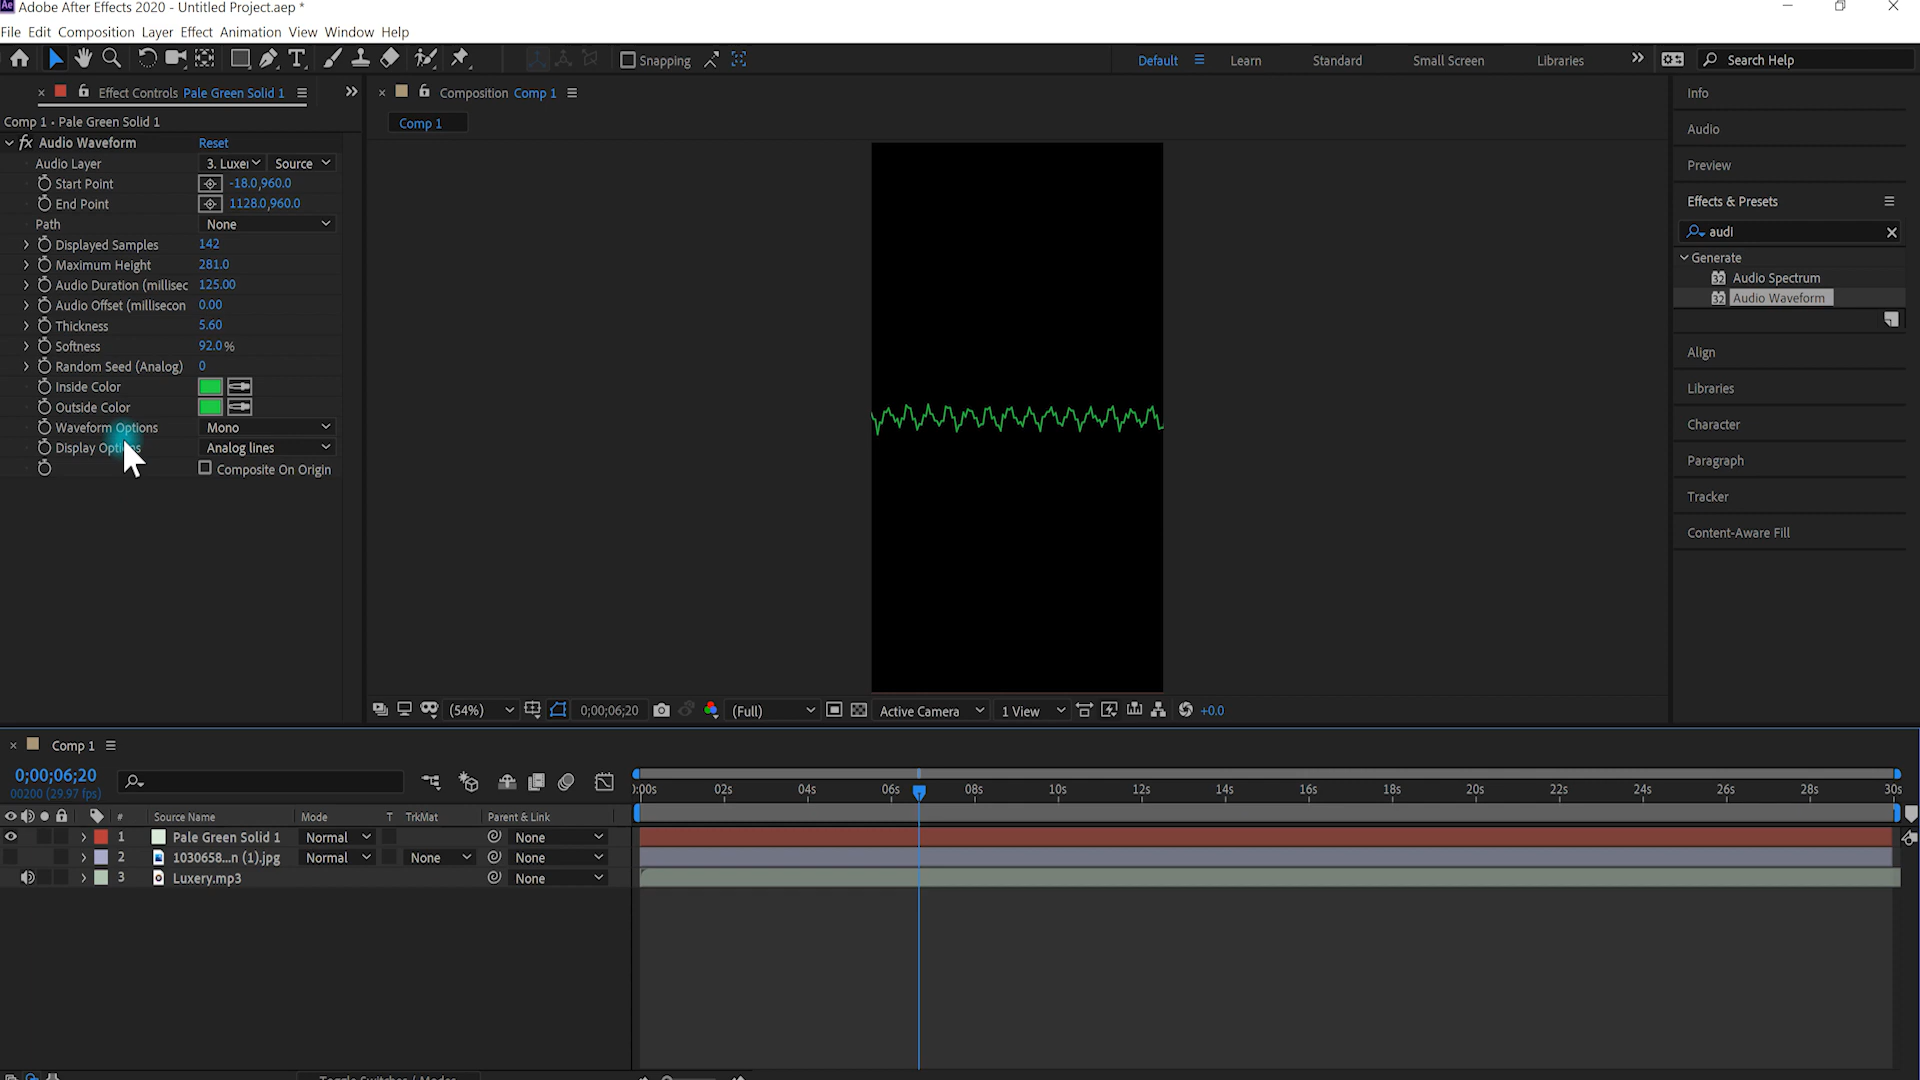 Ae Adobe After Effects 2020 - Untitled Project.aep *
File Edit Composition Layer Effect Animation View Window Help
Snapping
Default Learn Standard Small Screen Libraries
Search Help
Effect Controls Pale Green Solid 1
Composition Comp 1
Comp 1 • Pale Green Solid 1
Comp 1
fx Audio Waveform Reset
Audio Layer 3. Luxer Source
Start Point -18.0,960.0
End Point 1128.0,960.0
Path None
Displayed Samples 142
Maximum Height 281.0
Audio Duration (millisec 125.00
Audio Offset (millisecon 0.00
Thickness 5.60
Softness 92.0%
Random Seed (Analog) 0
Inside Color
Outside Color
Waveform Options Mono
Display Options Analog lines
Composite On Origin
Info
Audio
Preview
Effects & Presets
audi
Generate
32 Audio Spectrum
32 Audio Waveform
Align
Libraries
Character
Paragraph
Tracker
Content-Aware Fill
(54%) 0;00;06;20 (Full) Active Camera 1 View +0.0
Comp 1
0;00;06;20
00200 (29.97 fps)
:00s 02s 04s 06s 08s 10s 12s 14s 16s 18s 20s 22s 24s 26s 28s 30s
# Source Name Mode T TrkMat Parent & Link
1 Pale Green Solid 1 Normal None
2 1030658...n (1).jpg Normal None None
3 Luxery.mp3 None
Toggle Switches / Modes